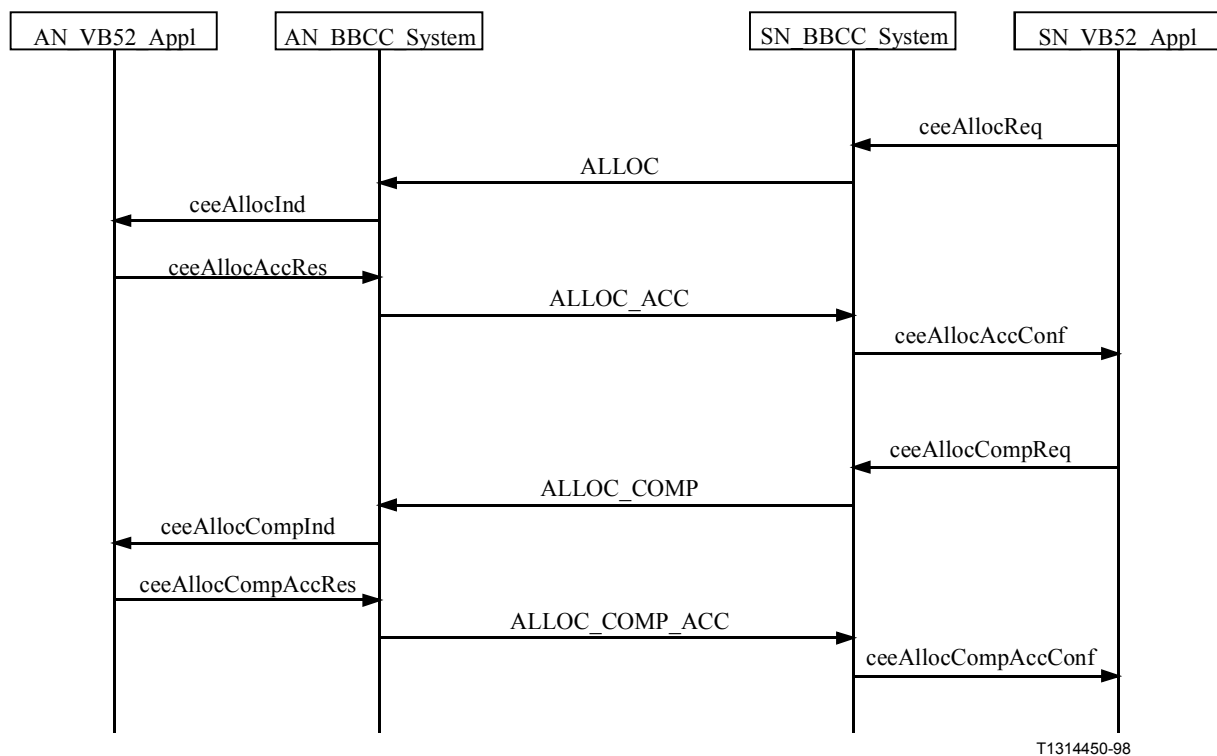 AN_VB52_Appl
AN_BBCC_System
SN_BBCC_System
SN_VB52_Appl
ceeAllocReq
ALLOC
ceeAllocInd
ceeAllocAccRes
ALLOC_ACC
ceeAllocAccConf
ceeAllocCompReq
ALLOC_COMP
ceeAllocCompInd
ceeAllocCompAccRes
ALLOC_COMP_ACC
ceeAllocCompAccConf
T1314450-98